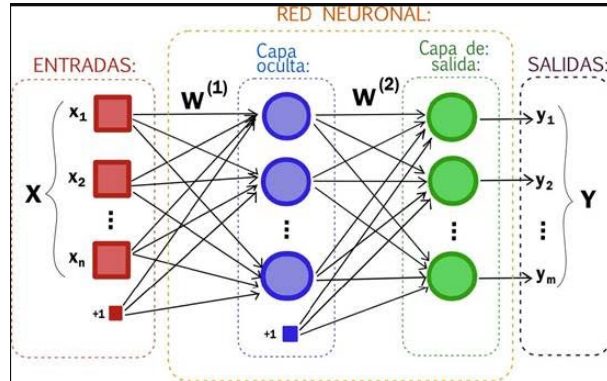 RED NEURONAL:
ENTRADAS:
Capa
oculta:
Capa de
salida:
SALIDAS:
W(1)
W(2)
x1
x2
...
xn
+1
X
+1
y1
y2
...
ym
Y